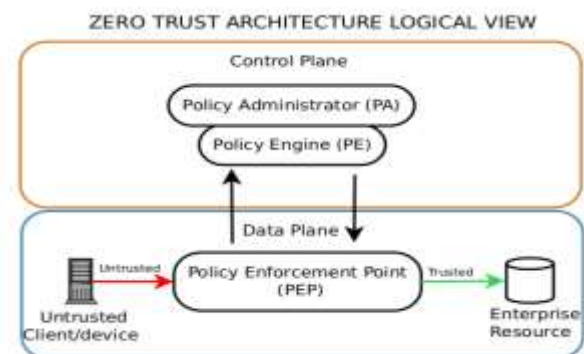 ZERO TRUST ARCHITECTURE LOGICAL VIEW
Control Plane
Policy Administrator (PA)
Policy Engine (PE)
Data Plane
Untrusted
Policy Enforcement Point
(PEP)
Trusted
Untrusted
Client/device
Enterprise
Resource